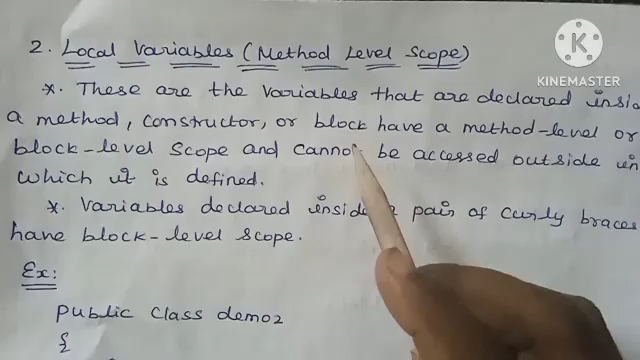 2. Local Variables (Method Level Scope)
* These are the variables that are declared insid
a method, constructor, or block have a method-level or
block-level Scope and cannot be accessed outside in
which it is defined.
* Variables declared inside a pair of curly braces
have block-level scope.
Ex:
public class demo2
{
KINEMASTER